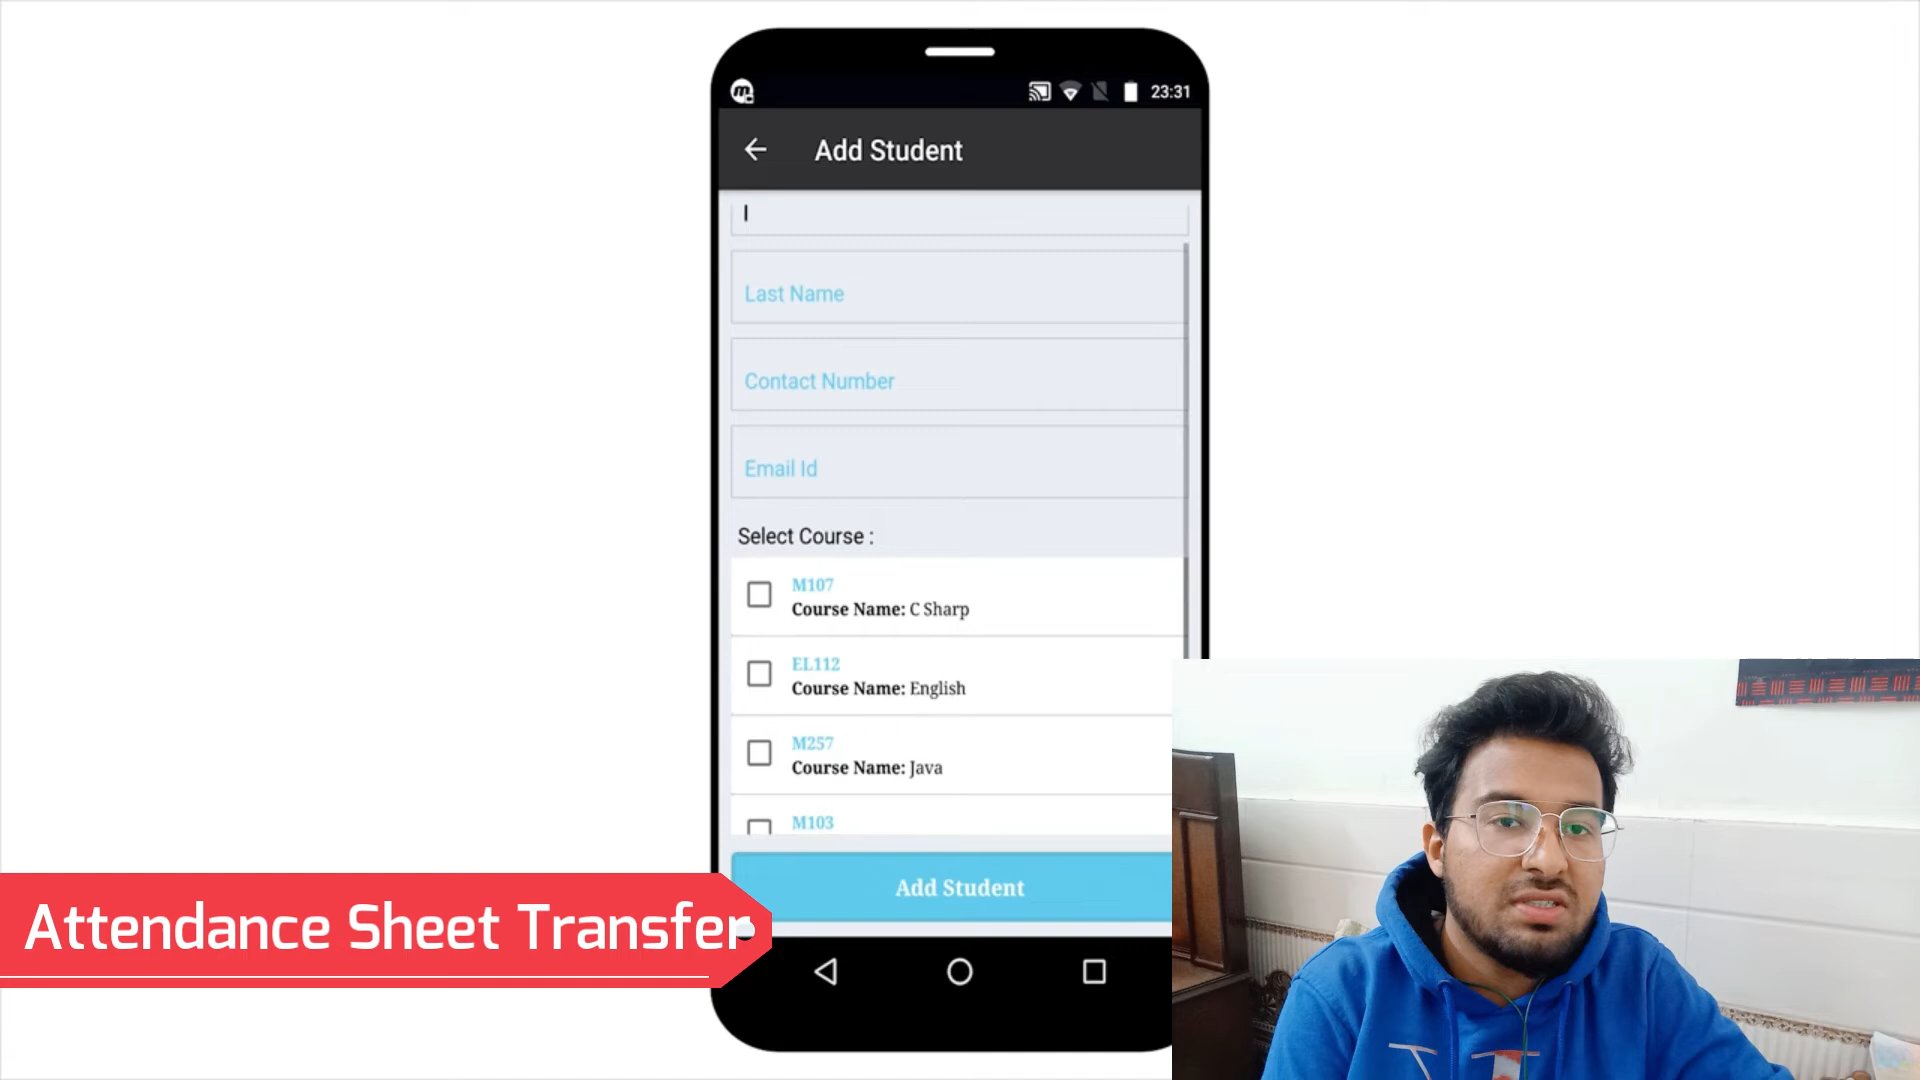 23:31
Add Student
Last Name
Contact Number
Email Id
Select Course :
M107
Course Name: C Sharp
EL112
Course Name: English
M257
Course Name: Java
M103
Add Student
Attendance Sheet Transfer